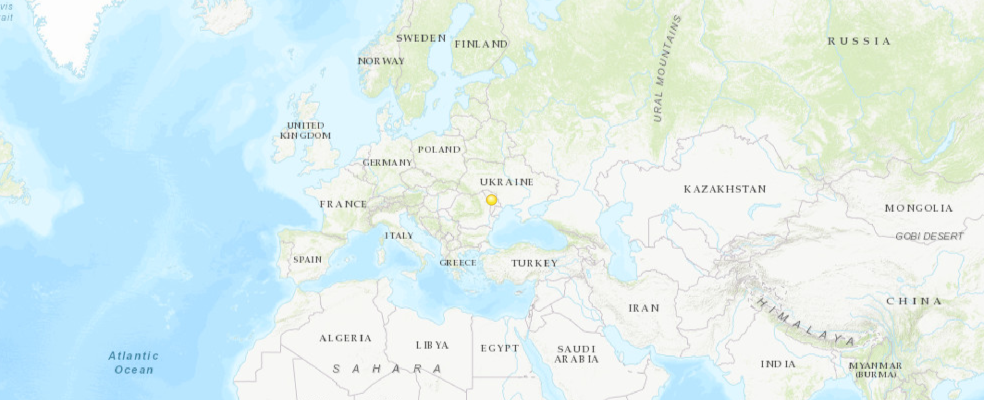 vis
rait
SWEDEN
FINLAND
RUSSIA
NORWAY
URAL MOUNTAINS
UNITED
KINGDOM
POLAND
GERMANY
UKRAINE
KAZAKHSTAN
FRANCE
MONGOLIA
ITALY
GOBI DESERT
SPAIN
GREECE
TURKEY
CHINA
IRAN
HIMALAYA
ALGERIA
LIBYA
EGYPT
SAUDI
ARABIA
Atlantic
Ocean
SAHARA
INDIA
MYANMAR
(BURMA)